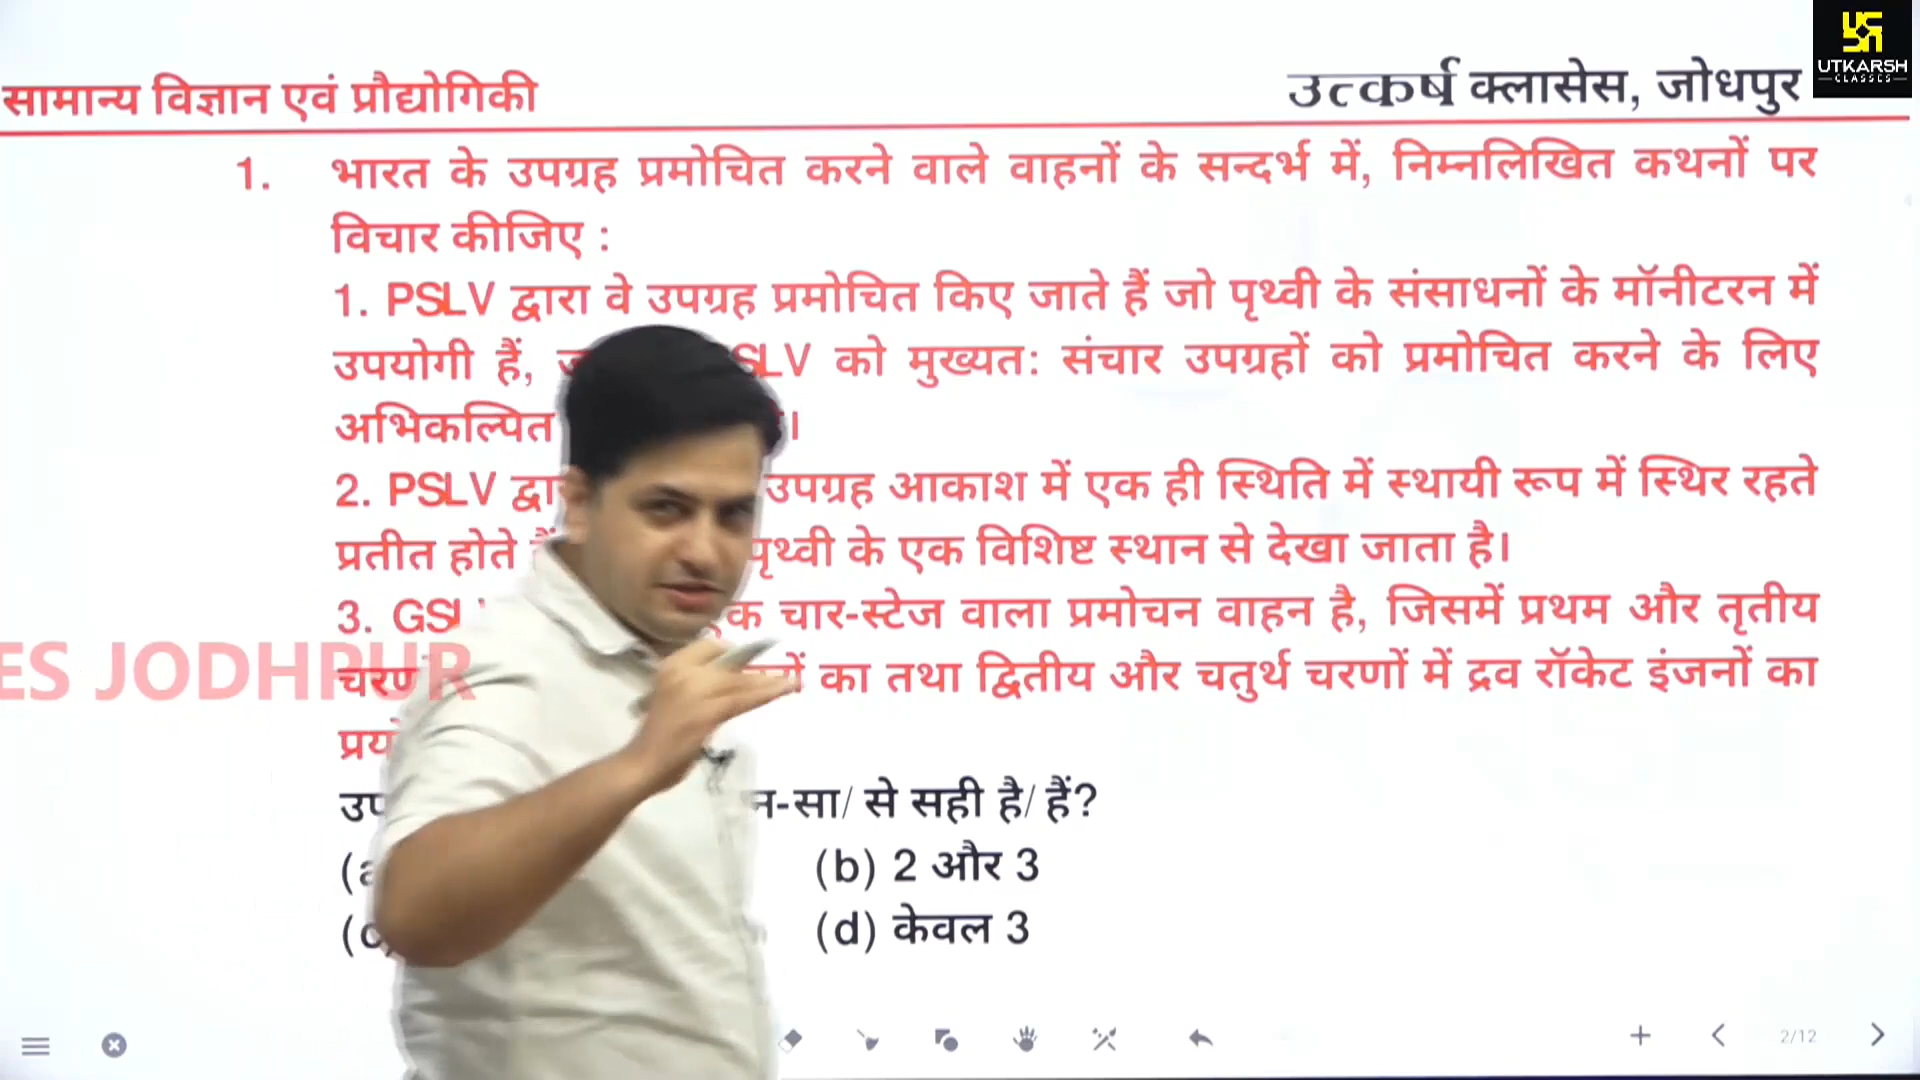 सामान्य विज्ञान एवं प्रौद्योगिकी
उत्कर्ष क्लासेस, जोधपुर
UTKARSH
CLASSES
1. भारत के उपग्रह प्रमोचित करने वाले वाहनों के सन्दर्भ में, निम्नलिखित कथनों पर
विचार कीजिए :
1. PSLV द्वारा वे उपग्रह प्रमोचित किए जाते हैं जो पृथ्वी के संसाधनों के मॉनीटरन में
उपयोगी हैं, SLV को मुख्यत: संचार उपग्रहों को प्रमोचित करने के लिए
अभिकल्पित
2. PSLV उपग्रह आकाश में एक ही स्थिति में स्थायी रूप में स्थिर रहते
प्रतीत होते पृथ्वी के एक विशिष्ट स्थान से देखा जाता है।
3. चार-स्टेज वाला प्रमोचन वाहन है, जिसमें प्रथम और तृतीय
का तथा द्वितीय और चतुर्थ चरणों में द्रव रॉकेट इंजनों का
ES JODHPUR
से सही है/ हैं?
(b) 2 और 3
(d) केवल 3
2/12